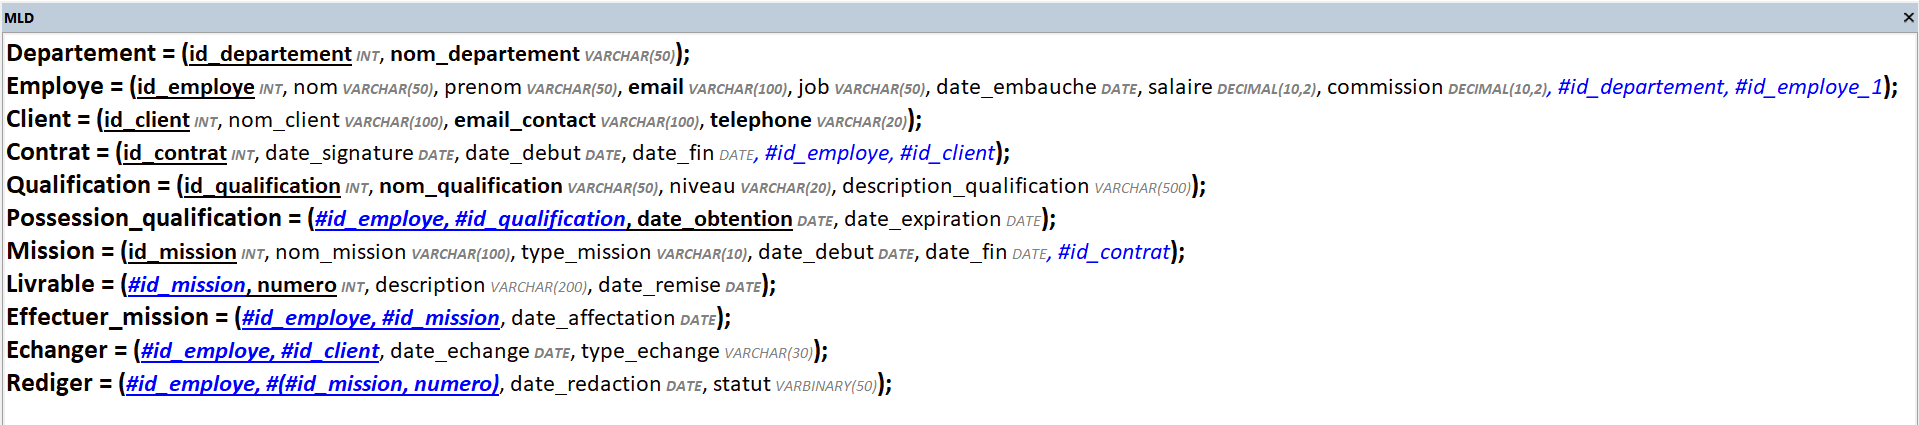 MLD ✕
Departement = (id_departement INT, nom_departement VARCHAR(50));
Employe = (id_employe INT, nom VARCHAR(50), prenom VARCHAR(50), email VARCHAR(100), job VARCHAR(50), date_embauche DATE, salaire DECIMAL(10,2), commission DECIMAL(10,2), #id_departement, #id_employe_1);
Client = (id_client INT, nom_client VARCHAR(100), email_contact VARCHAR(100), telephone VARCHAR(20));
Contrat = (id_contrat INT, date_signature DATE, date_debut DATE, date_fin DATE, #id_employe, #id_client);
Qualification = (id_qualification INT, nom_qualification VARCHAR(50), niveau VARCHAR(20), description_qualification VARCHAR(500));
Possession_qualification = (#id_employe, #id_qualification, date_obtention DATE, date_expiration DATE);
Mission = (id_mission INT, nom_mission VARCHAR(100), type_mission VARCHAR(10), date_debut DATE, date_fin DATE, #id_contrat);
Livrable = (#id_mission, numero INT, description VARCHAR(200), date_remise DATE);
Effectuer_mission = (#id_employe, #id_mission, date_affectation DATE);
Echanger = (#id_employe, #id_client, date_echange DATE, type_echange VARCHAR(30));
Rediger = (#id_employe, #(#id_mission, numero), date_redaction DATE, statut VARBINARY(50));